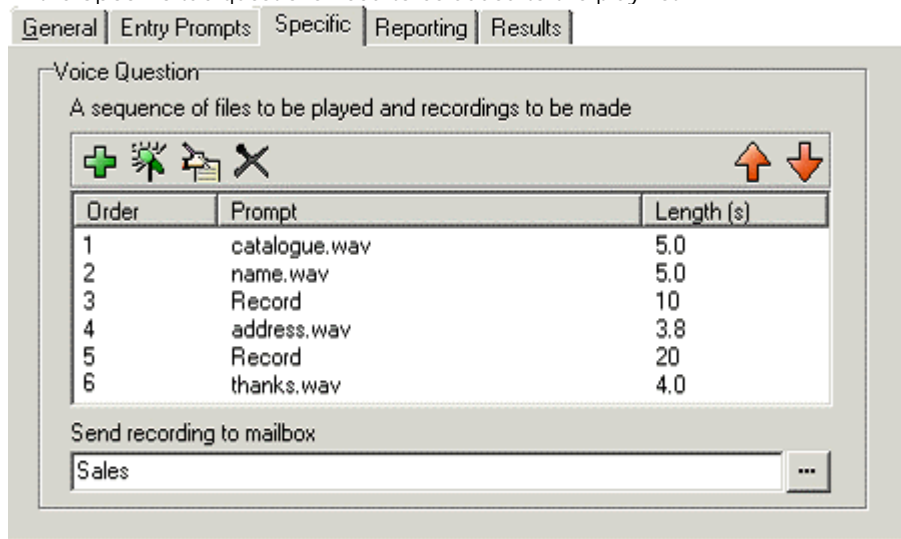 General Entry Prompts Specific Reporting Results
Voice Question
A sequence of files to be played and recordings to be made
Order Prompt Length (s)
1 catalogue.wav 5.0
2 name.wav 5.0
3 Record 10
4 address.wav 3.8
5 Record 20
6 thanks.wav 4.0
Send recording to mailbox
Sales
...